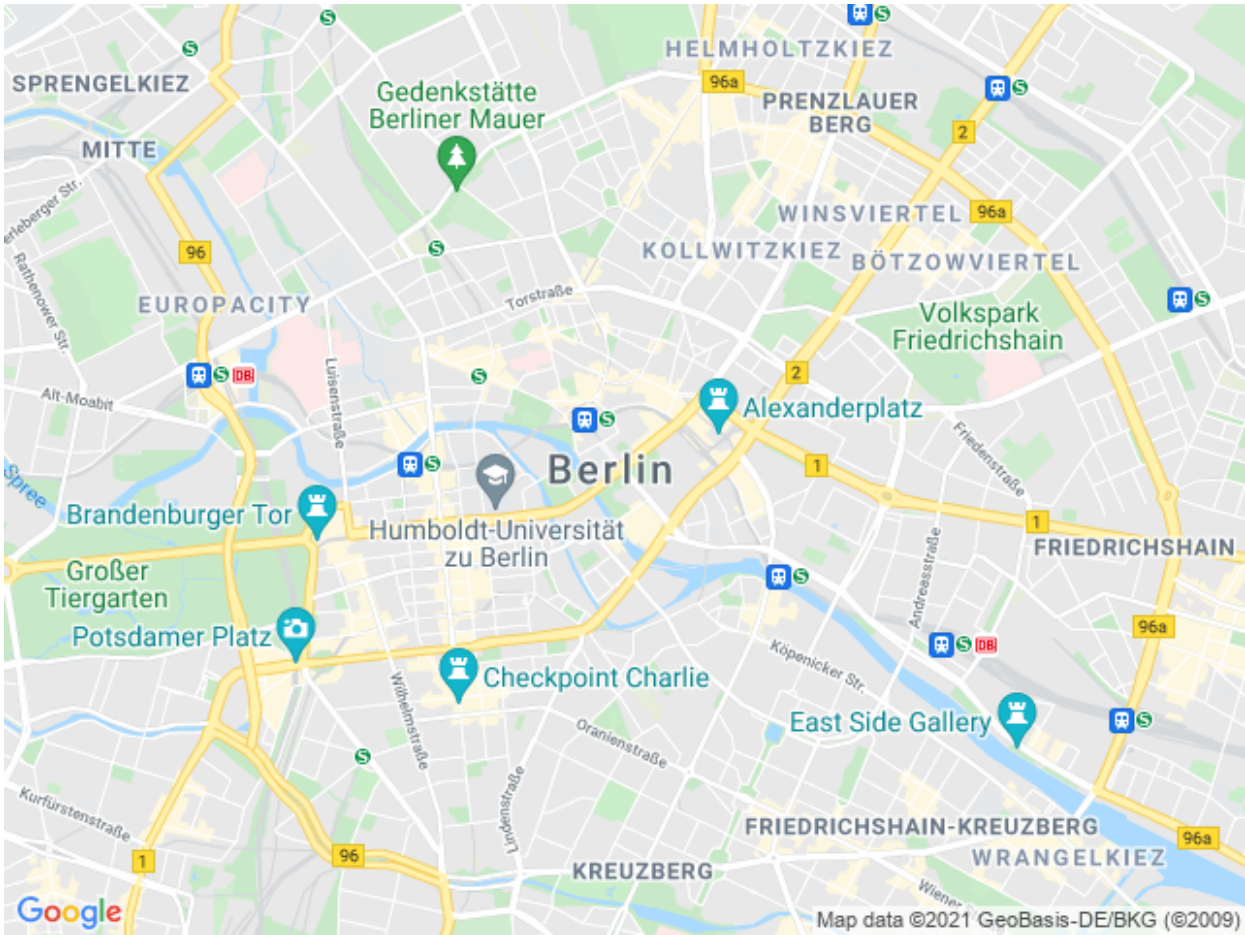 HELMHOLTZKIEZ
SPRENGELKIEZ
96a
Gedenkstätte
Berliner Mauer
PRENZLAUER
BERG
2
MITTE
erleberger Str.
WINSVIERTEL
96a
96
KOLLWITZKIEZ
BÖTZOWVIERTEL
Rathenower Str.
EUROPACITY
Torstraße
Volkspark
Friedrichshain
Luisenstraße
DB
2
Alt-Moabit
Alexanderplatz
Friedenstraße
Berlin
1
Spree
Brandenburger Tor
Humboldt-Universität
zu Berlin
1
FRIEDRICHSHAIN
Andreasstraße
Großer
Tiergarten
Potsdamer Platz
96a
DB
Köpenicker Str.
Checkpoint Charlie
Wilhelmstraße
East Side Gallery
Oranienstraße
Kurfürstenstraße
Lindenstraße
FRIEDRICHSHAIN-KREUZBERG
96a
1
96
WRANGELKIEZ
KREUZBERG
Wiener
Google
Map data ©2021 GeoBasis-DE/BKG (©2009)